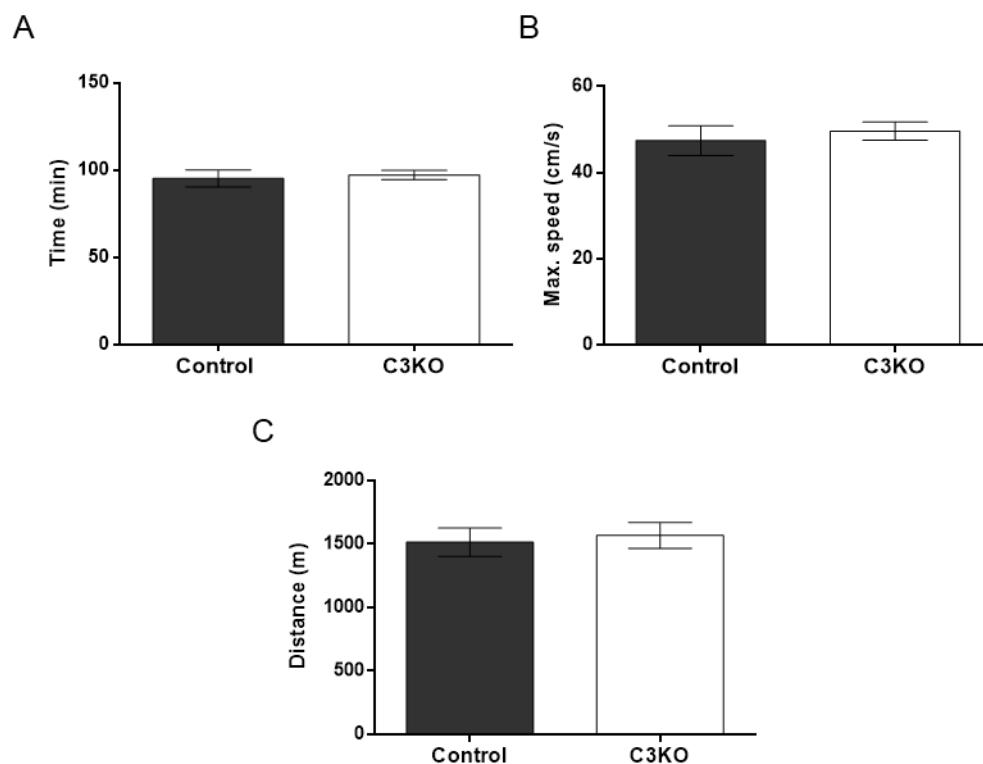 A
B
Time (min)
150
100
50
0
Control
C3KO
Max. speed (cm/s)
60
40
20
0
Control
C3KO
C
Distance (m)
2000
1500
1000
500
0
Control
C3KO